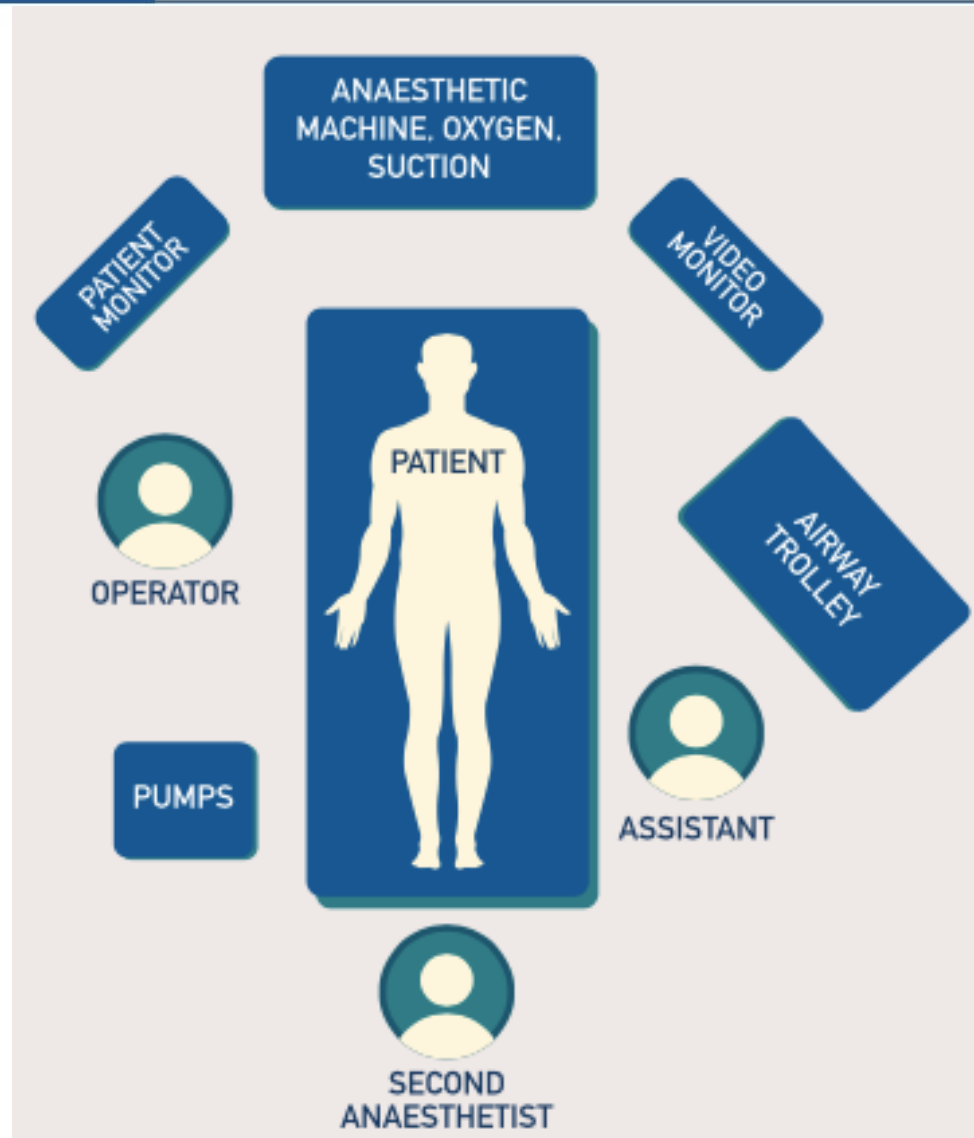 ANAESTHETIC
MACHINE, OXYGEN,
SUCTION
PATIENT
MONITOR
VIDEO
MONITOR
PATIENT
AIRWAY
TROLLEY
OPERATOR
PUMPS
ASSISTANT
SECOND
ANAESTHETIST